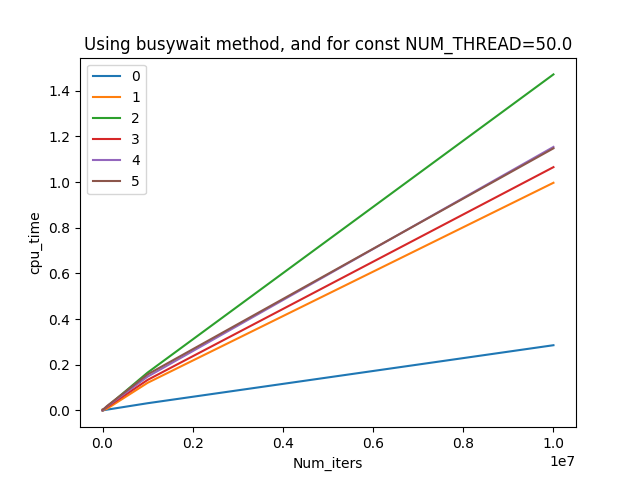 Using busywait method, and for const NUM_THREAD=50.0
0
1
2
3
4
5
cpu_time
1.4
1.2
1.0
0.8
0.6
0.4
0.2
0.0
0.0 0.2 0.4 0.6 0.8 1.0
1e7
Num_iters